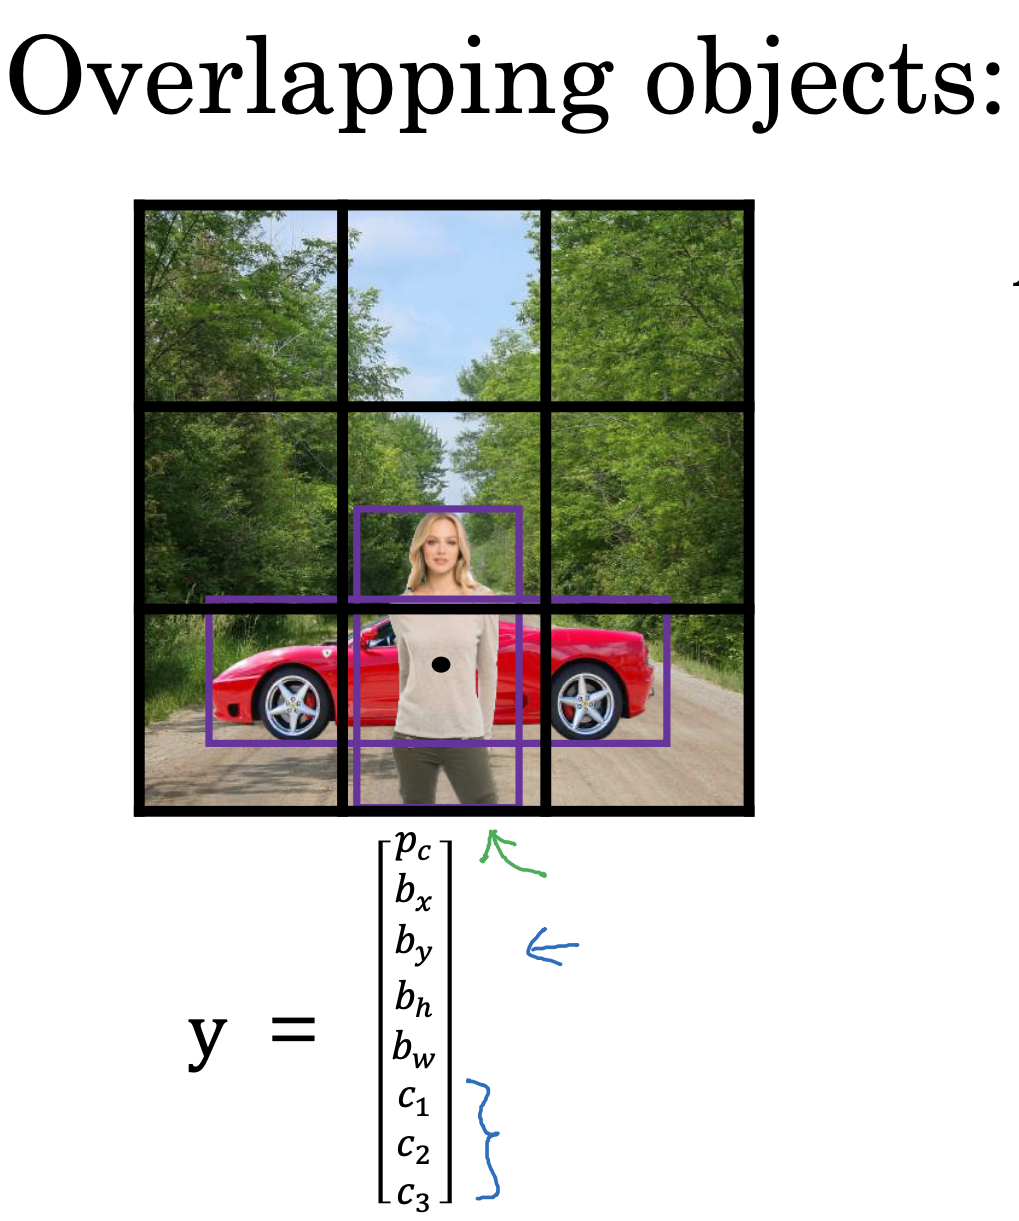 Overlapping objects:
y =
p_c
b_x
b_y
b_h
b_w
c_1
c_2
c_3